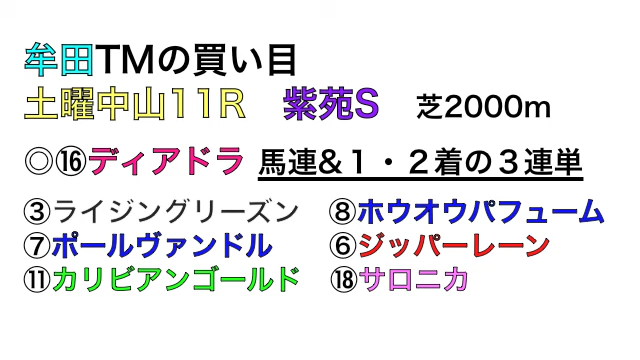 牟田TMの買い目
土曜中山11R　紫苑S　芝2000m
◎⑯ディアドラ 馬連&１・２着の３連単
③ライジングリーズン　⑧ホウオウパフューム
⑦ポールヴァンドル　⑥ジッパーレーン
⑪カリビアンゴールド　⑱サロニカ